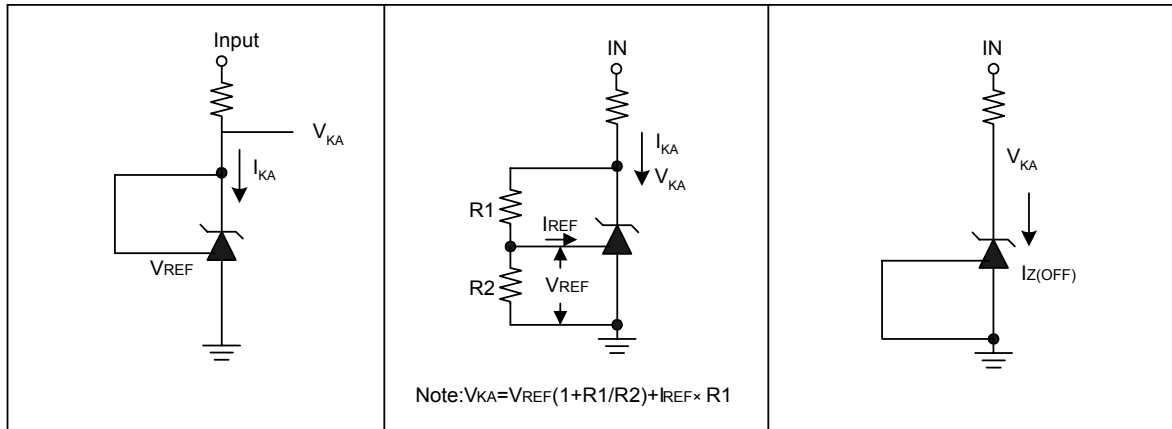 Input
V_KA
I_KA
VREF
IN
I_KA
V_KA
R1
IREF
VREF
R2
Note:VKA=VREF(1+R1/R2)+IREF× R1
IN
V_KA
IZ(OFF)